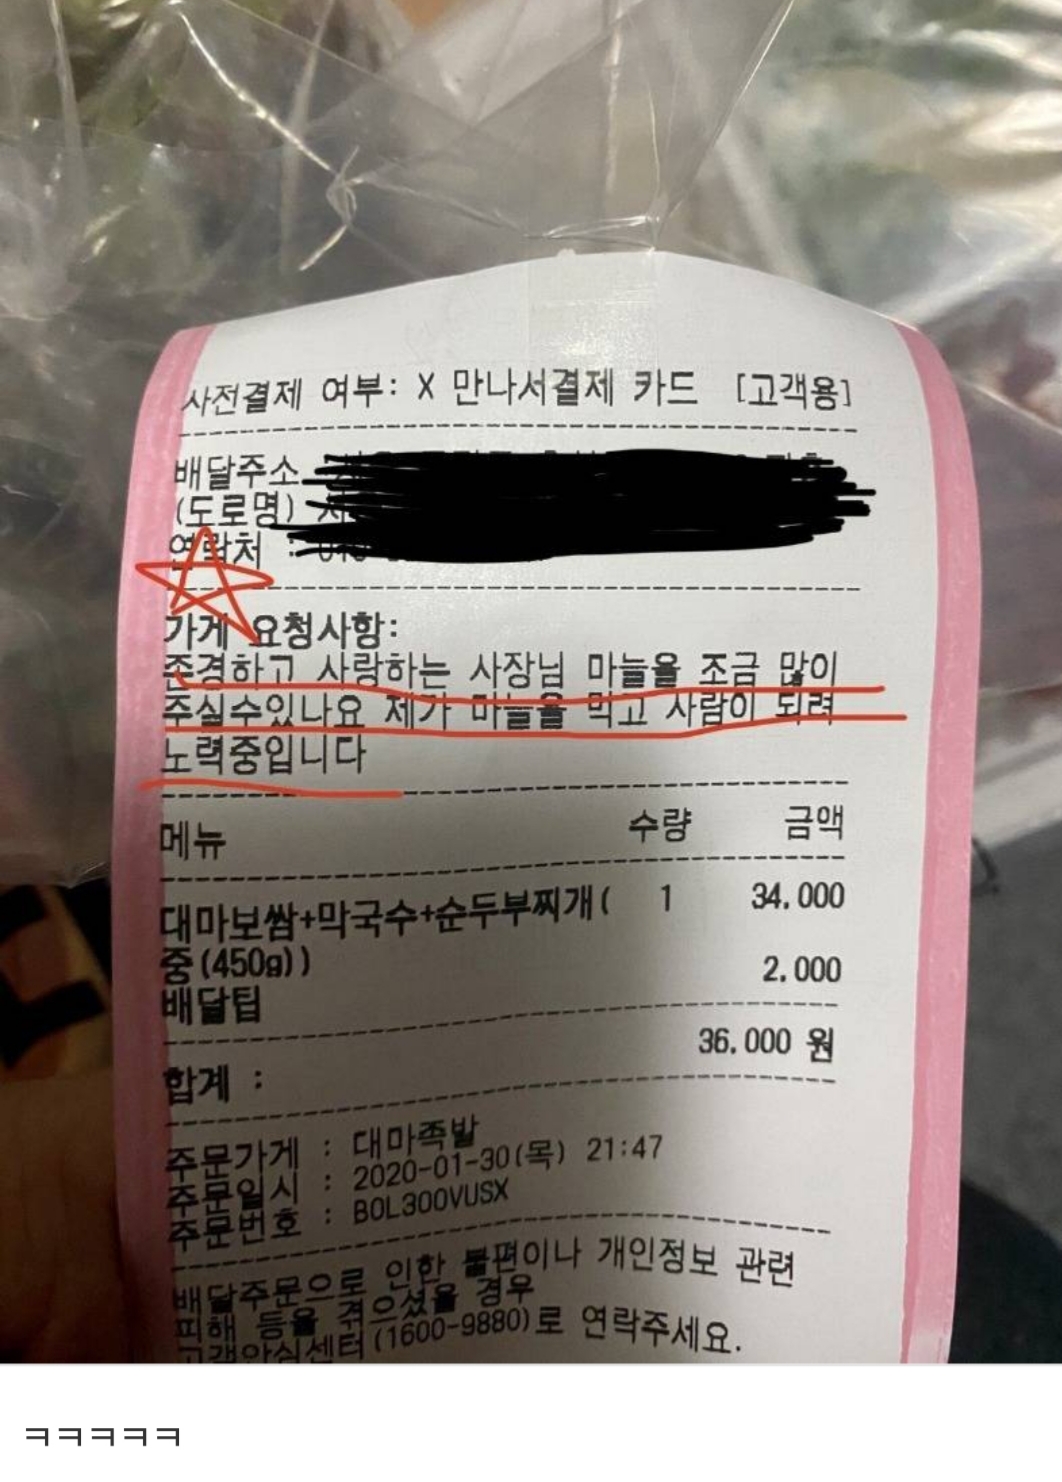 사전결제 여부: X 만나서결제 카드 [고객용]
배달주소
(도로명)
연락처 :
가게 요청사항:
존경하고 사랑하는 사장님 마늘을 조금 많이
주실수있나요 제가 마늘을 먹고 사람이 되려
노력중입니다
메뉴 수량 금액
대마보쌈+막국수+순두부찌개( 1 34.000
중(450g))
배달팁 2.000
합계 : 36.000 원
주문가게 : 대마족발
주문일시 : 2020-01-30(목) 21:47
주문번호 : B0L300VUSX
배달주문으로 인한 불편이나 개인정보 관련
피해 등을 겪으셨을 경우
고객안심센터(1600-9880)로 연락주세요.
ㅋㅋㅋㅋㅋ